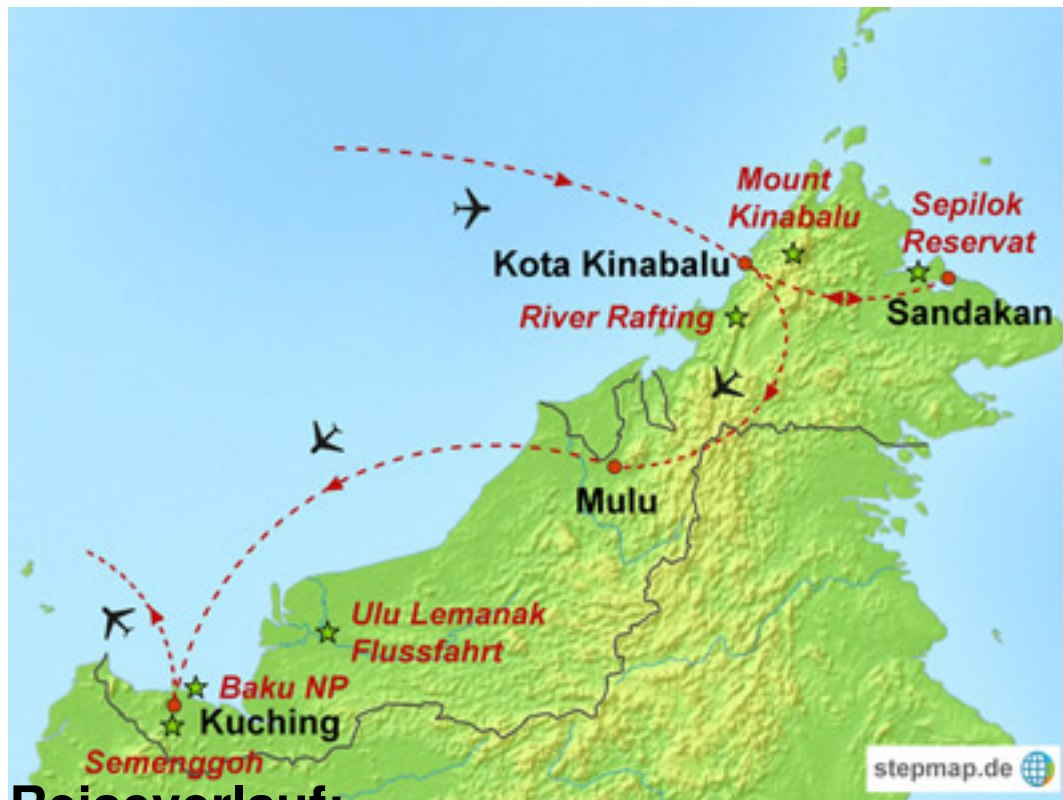 Mount
Kinabalu
Sepilok
Reservat
Kota Kinabalu
River Rafting
Sandakan
Mulu
Ulu Lemanak
Flussfahrt
Baku NP
Kuching
Semenggoh
stepmap.de
Reiseverlauf: